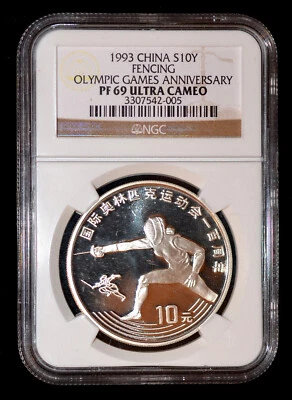 1993 CHINA S10Y
FENCING
OLYMPIC GAMES ANNIVERSARY
PF 69 ULTRA CAMEO
3307542-005
NGC
国际奥林匹克运动会一百周年
10元